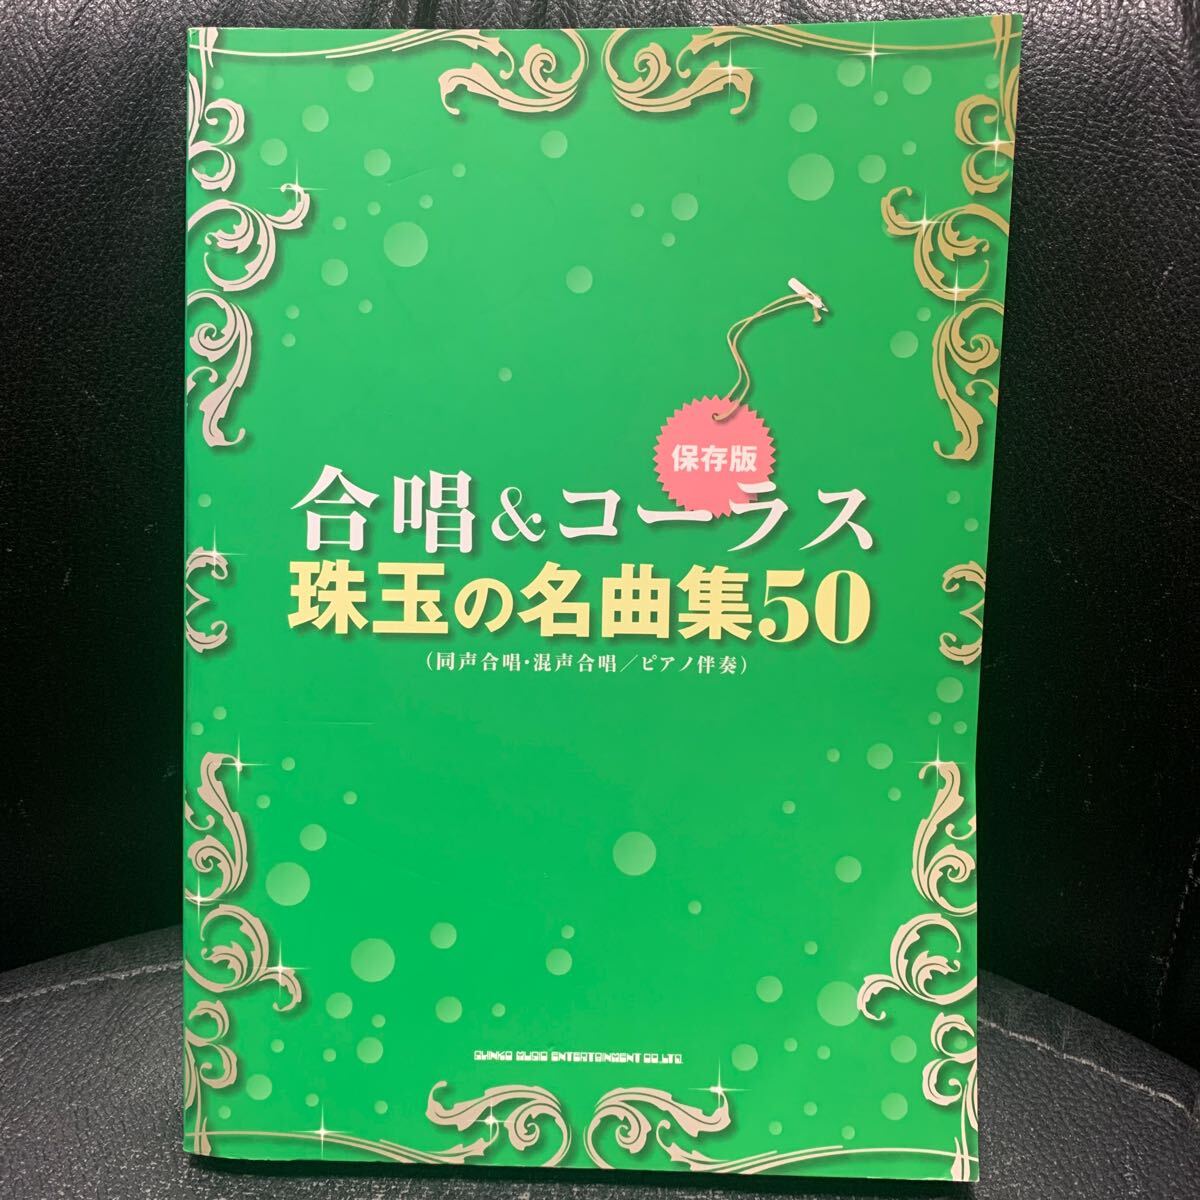 保存版
合唱&コーラス
珠玉の名曲集50
(同声合唱・混声合唱/ピアノ伴奏)
SHINKO MUSIC ENTERTAINMENT CO.,LTD.